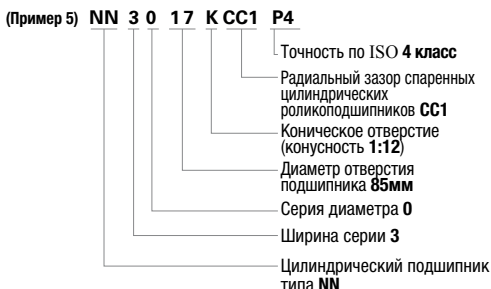 (Пример 5) NN 3 0 17 K CC1 P4
Точность по ISO 4 класс
Радиальный зазор спаренных
цилиндрических
роликоподшипников CC1
Коническое отверстие
(конусность 1:12)
Диаметр отверстия
подшипника 85мм
Серия диаметра 0
Ширина серии 3
Цилиндрический подшипник
типа NN